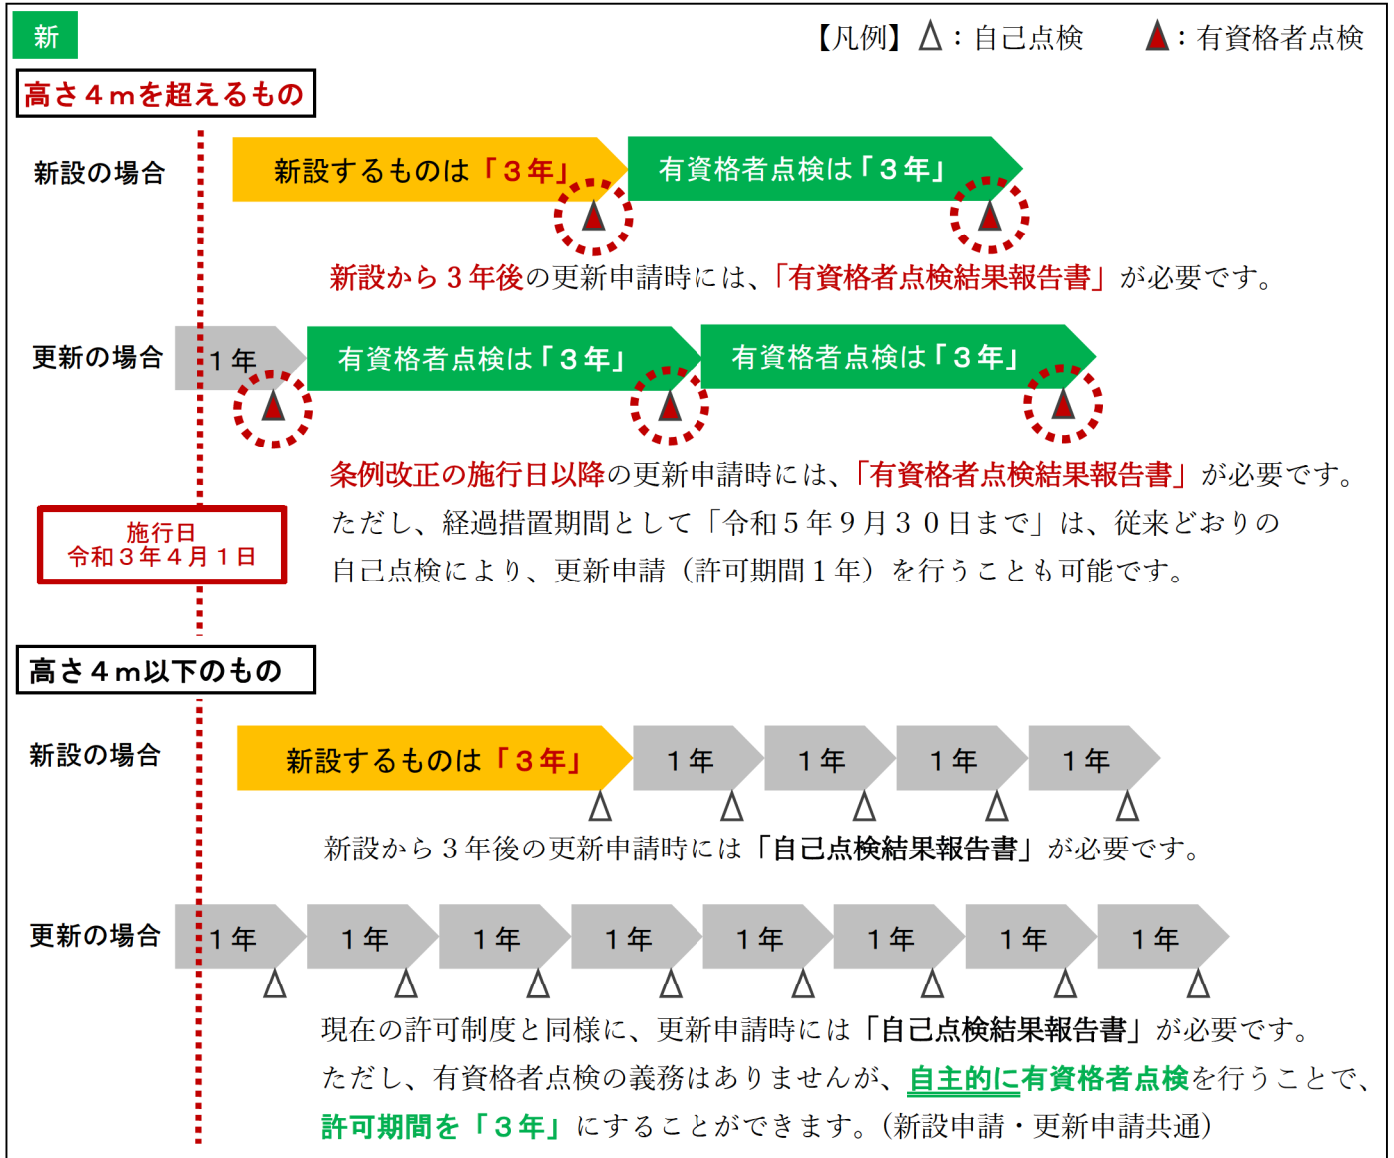 新
【凡例】△：自己点検　▲：有資格者点検
高さ４ｍを超えるもの
新設の場合
新設するものは「３年」
有資格者点検は「３年」
新設から３年後の更新申請時には、「有資格者点検結果報告書」が必要です。
更新の場合
１年
有資格者点検は「３年」
有資格者点検は「３年」
条例改正の施行日以降の更新申請時には、「有資格者点検結果報告書」が必要です。
ただし、経過措置期間として「令和５年９月３０日まで」は、従来どおりの
自己点検により、更新申請（許可期間１年）を行うことも可能です。
施行日
令和３年４月１日
高さ４ｍ以下のもの
新設の場合
新設するものは「３年」
１年
１年
１年
１年
新設から３年後の更新申請時には「自己点検結果報告書」が必要です。
更新の場合
１年
１年
１年
１年
１年
１年
１年
１年
現在の許可制度と同様に、更新申請時には「自己点検結果報告書」が必要です。
ただし、有資格者点検の義務はありませんが、自主的に有資格者点検を行うことで、
許可期間を「３年」にすることができます。（新設申請・更新申請共通）